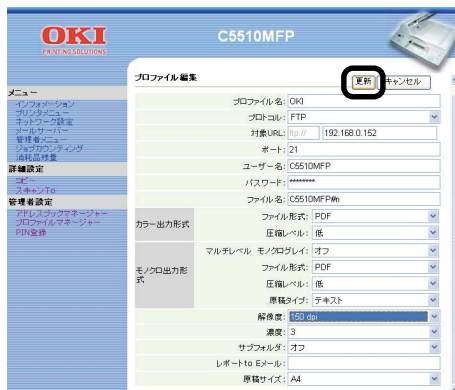 OKI
PRINTING SOLUTIONS
C5510MFP
プロファイル編集
更新
キャンセル
メニュー
インフォメーション
プリンタメニュー
ネットワーク設定
メールサーバー
管理者メニュー
ジョブカウンティング
消耗品残量
詳細設定
コピー
スキャンTo
管理者設定
アドレスブックマネージャー
プロファイルマネージャー
PIN登録
プロファイル名: OKI
プロトコル: FTP
対象URL: ftp:// 192.168.0.152
ポート: 21
ユーザー名: C5510MFP
パスワード: ********
ファイル名: C5510MFP#n
カラー出力形式
ファイル形式: PDF
圧縮レベル: 低
モノクロ出力形式
マルチレベル モノクログレイ: オフ
ファイル形式: PDF
圧縮レベル: 低
原稿タイプ: テキスト
解像度: 150 dpi
濃度: 3
サブフォルダ: オフ
レポートto Eメール:
原稿サイズ: A4